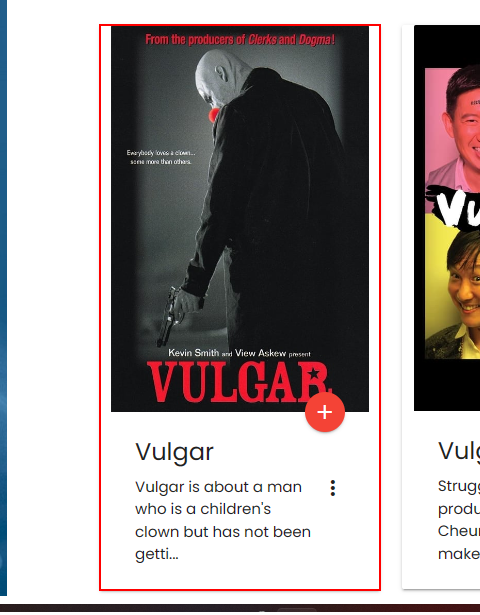 From the producers of Clerks and Dogma!
Everybody loves a clown...
some more than others.
Kevin Smith and View Askew present
VULGAR
+
Vulgar
Vulgar is about a man
who is a children's
clown but has not been
getti...
Vulg
Strugg
produ
Cheun
make